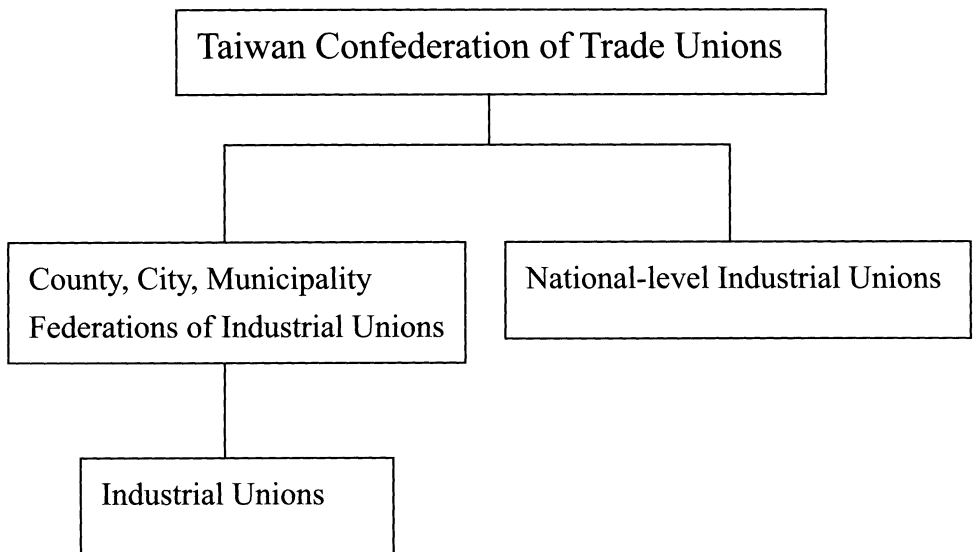 Taiwan Confederation of Trade Unions
County, City, Municipality
Federations of Industrial Unions
National-level Industrial Unions
Industrial Unions